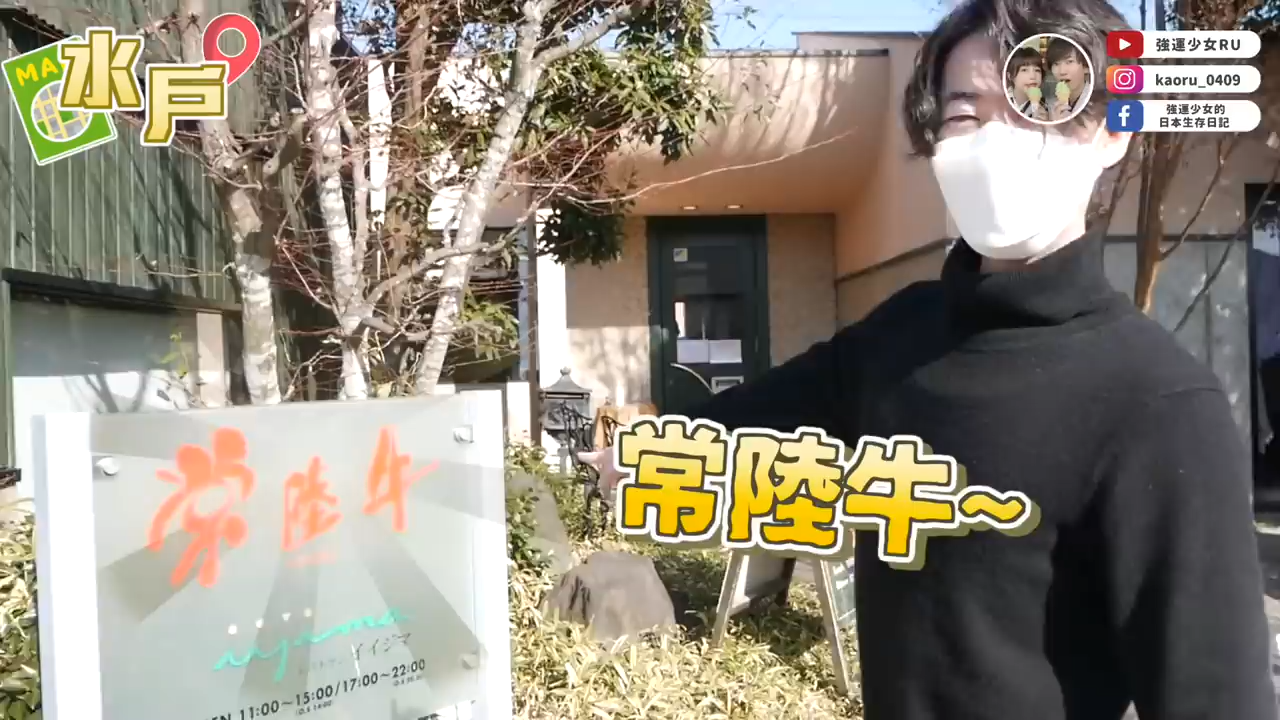 MA
水戸
強運少女RU
kaoru_0409
強運少女的
日本生存日記
常陸牛
iijima
イイジマ
11:00～15:00/17:00～22:00
常陸牛~